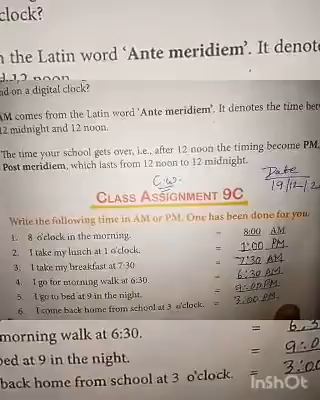 clock?
the Latin word 'Ante meridiem'. It denote
d 12 noon
nd on a digital clock?
AM comes from the Latin word 'Ante meridiem'. It denotes the time bet
12 midnight and 12 noon.
The time your school gets over, i.e., after 12 noon the timing become PM.
Post meridiem, which lasts from 12 noon to 12 midnight.
C.W. Date
19/12/2
CLASS ASSIGNMENT 9C
Write the following time in AM or PM. One has been done for you.
1. 8 o'clock in the morning. = 8:00 AM
2. I take my lunch at 1 o'clock. = 1:00 PM
3. I take my breakfast at 7:30 = 7:30 AM
4. I go for morning walk at 6:30 = 6:30 AM
5. I go to bed at 9 in the night. = 9:00 PM
6. I come back home from school at 3 o'clock. = 3:00 PM.
morning walk at 6:30. = 6:3
bed at 9 in the night. = 9:0
back home from school at 3 o'clock. = 3:00
InShOt